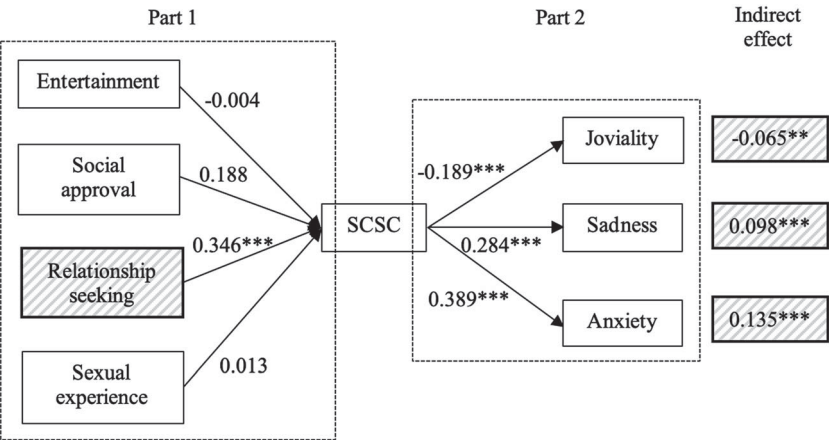 Part 1
Part 2
Indirect
effect
Entertainment
-0.004
Social
approval
0.188
Relationship
seeking
0.346***
Sexual
experience
0.013
SCSC
-0.189***
0.284***
0.389***
Joviality
Sadness
Anxiety
-0.065**
0.098***
0.135***